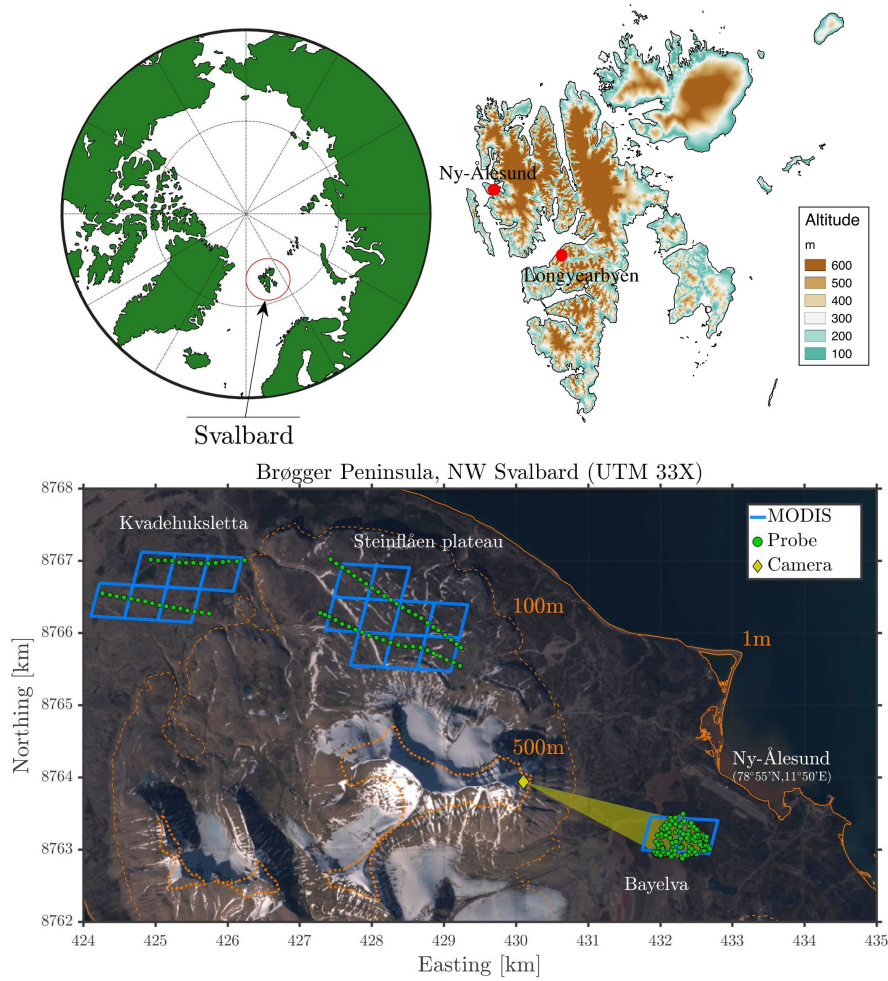 Ny-Ålesund
Longyearbyen
Altitude
m
600
500
400
300
200
100
Svalbard
Brøgger Peninsula, NW Svalbard (UTM 33X)
8768
8767
8766
8765
8764
8763
8762
Northing [km]
Kvadehuksletta
Steinflåen plateau
MODIS
Probe
Camera
100m
1m
500m
Ny-Ålesund
(78°55'N,11°50'E)
Bayelva
424 425 426 427 428 429 430 431 432 433 434 435
Easting [km]